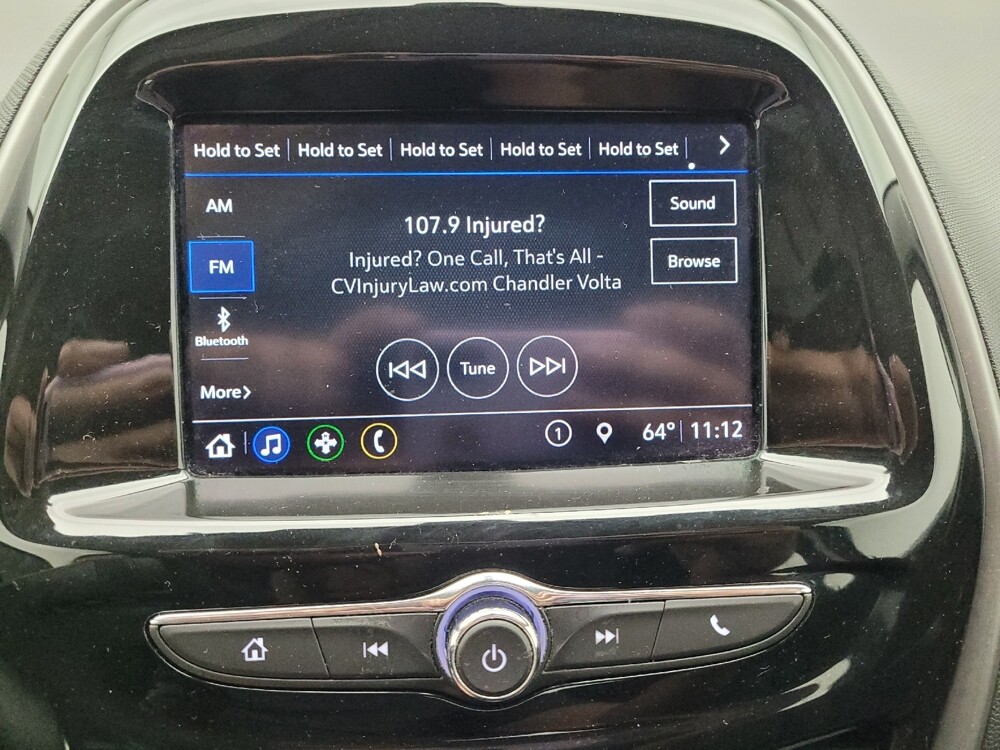 Hold to Set Hold to Set Hold to Set Hold to Set Hold to Set
AM
Sound
107.9 Injured?
FM
Injured? One Call, That's All -
Browse
CVInjuryLaw.com Chandler Volta
Bluetooth
Tune
More
1 64° 11:12